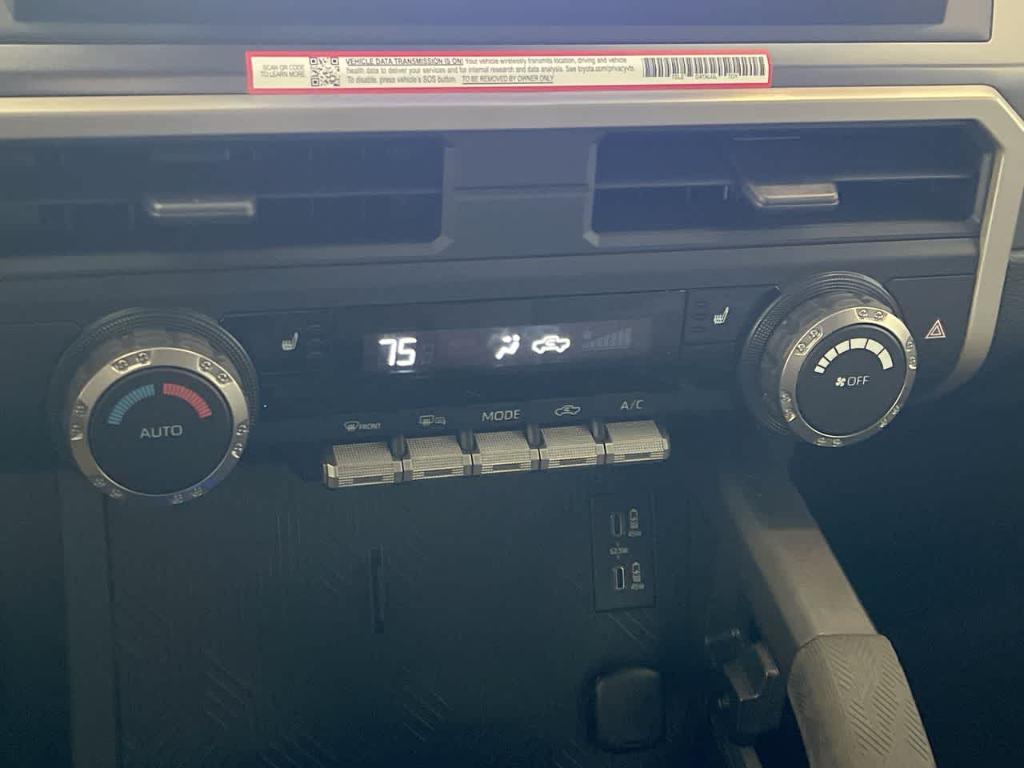 SCAN QR CODE
TO LEARN MORE
VEHICLE DATA TRANSMISSION IS ON! Your vehicle wirelessly transmits location, driving and vehicle
health data to deliver your services and for internal research and data analysis. See toyota.com/privacyvts.
To disable, press vehicle's SOS button. TO BE REMOVED BY OWNER ONLY
75
OFF
AUTO
FRONT
MODE
A/C
45W
45W